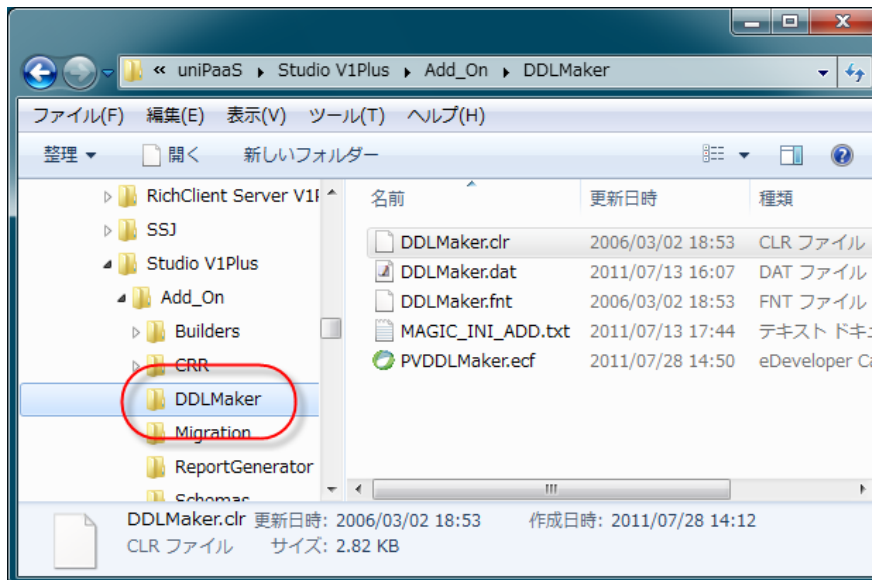 « uniPaaS ▸ Studio V1Plus ▸ Add_On ▸ DDLMaker
ファイル(F) 編集(E) 表示(V) ツール(T) ヘルプ(H)
整理 開く 新しいフォルダー
RichClient Server V1
SSJ
Studio V1Plus
Add_On
Builders
CRR
DDLMaker
Migration
ReportGenerator
Schemas
名前 更新日時 種類
DDLMaker.clr 2006/03/02 18:53 CLR ファイル
DDLMaker.dat 2011/07/13 16:07 DAT ファイル
DDLMaker.fnt 2006/03/02 18:53 FNT ファイル
MAGIC_INI_ADD.txt 2011/07/13 17:44 テキスト ドキ
PVDDLMaker.ecf 2011/07/28 14:50 eDeveloper Ca
DDLMaker.clr 更新日時: 2006/03/02 18:53 作成日時: 2011/07/28 14:12
CLR ファイル サイズ: 2.82 KB